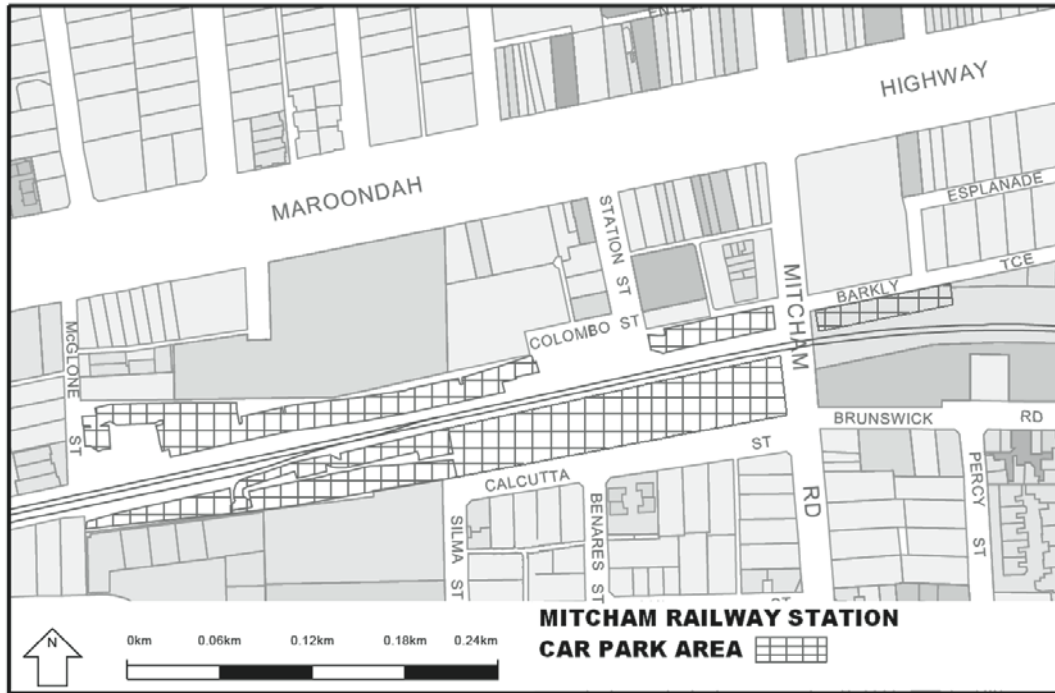 HIGHWAY
MAROONDAH
ESPLANADE
STATION ST
MITCHAM
TCE
BARKLY
COLOMBO ST
McGLONE
ST
BRUNSWICK
RD
ST
CALCUTTA
PERCY ST
RD
SILMA ST
BENARES ST
MITCHAM RAILWAY STATION
CAR PARK AREA
N
0km 0.06km 0.12km 0.18km 0.24km